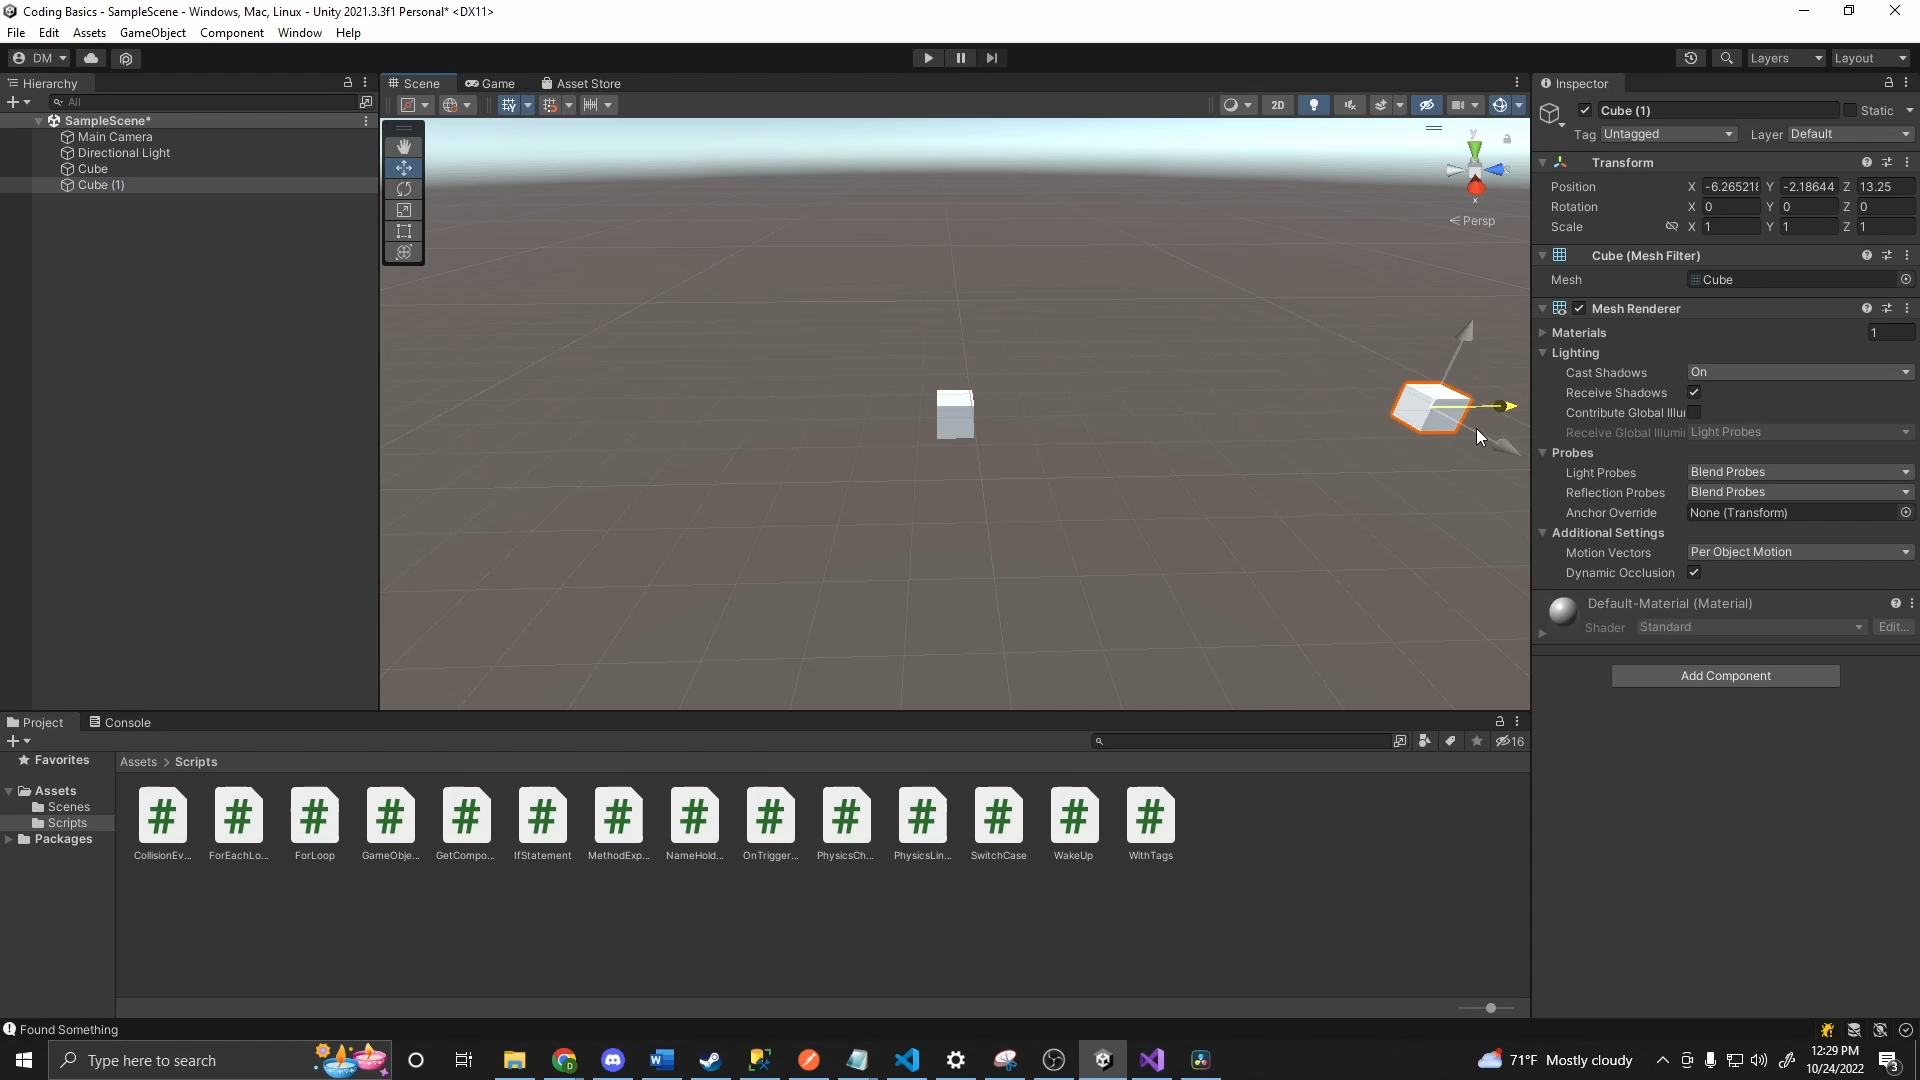 Coding Basics - SampleScene - Windows, Mac, Linux - Unity 2021.3.3f1 Personal* <DX11>
File Edit Assets GameObject Component Window Help
DM Layers Layout
Hierarchy
All
SampleScene*
Main Camera
Directional Light
Cube
Cube (1)
Scene Game Asset Store
2D
y
z
x
Persp
Inspector
Cube (1) Static
Tag Untagged Layer Default
Transform
Position X -6.265218 Y -2.18644 Z 13.25
Rotation X 0 Y 0 Z 0
Scale X 1 Y 1 Z 1
Cube (Mesh Filter)
Mesh Cube
Mesh Renderer
Materials 1
Lighting
Cast Shadows On
Receive Shadows
Contribute Global Illu
Receive Global Illumin Light Probes
Probes
Light Probes Blend Probes
Reflection Probes Blend Probes
Anchor Override None (Transform)
Additional Settings
Motion Vectors Per Object Motion
Dynamic Occlusion
Default-Material (Material)
Shader Standard Edit...
Add Component
Project Console
16
Favorites
Assets
Scenes
Scripts
Packages
Assets > Scripts
CollisionEv... ForEachLo... ForLoop GameObje... GetCompo... IfStatement MethodExp... NameHold... OnTrigger... PhysicsCh... PhysicsLin... SwitchCase WakeUp WithTags
Found Something
Type here to search
71°F Mostly cloudy
12:29 PM
10/24/2022
3